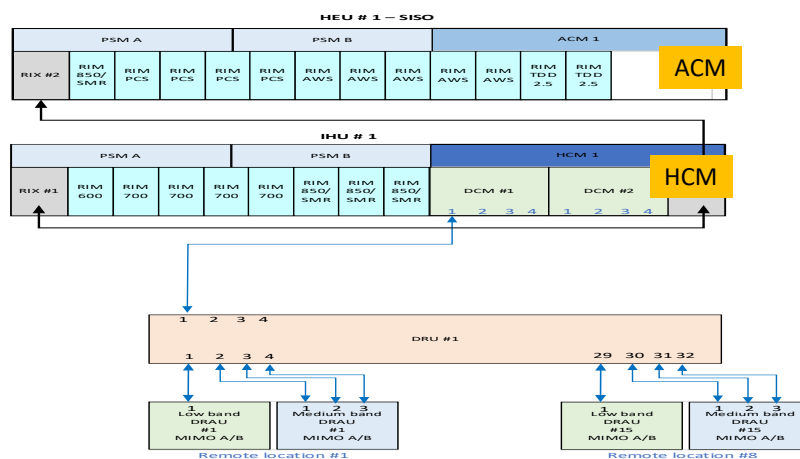 HEU # 1 – SISO
PSM A PSM B ACM 1
RIX #2 RIM 850/ SMR RIM PCS RIM PCS RIM PCS RIM PCS RIM AWS RIM AWS RIM AWS RIM AWS RIM AWS RIM TDD 2.5 RIM TDD 2.5
ACM
IHU # 1
PSM A PSM B HCM 1
RIX #1 RIM 600 RIM 700 RIM 700 RIM 700 RIM 700 RIM 850/ SMR RIM 850/ SMR RIM 850/ SMR DCM #1 DCM #2
HCM
1 2 3 4 1 2 3 4
1 2 3 4
DRU #1
1 2 3 4 29 30 31 32
1 1 2 3 1 1 2 3
Low band DRAU #1 MIMO A/B
Medium band DRAU #1 MIMO A/B
Low band DRAU #15 MIMO A/B
Medium band DRAU #15 MIMO A/B
Remote location #1 Remote location #8